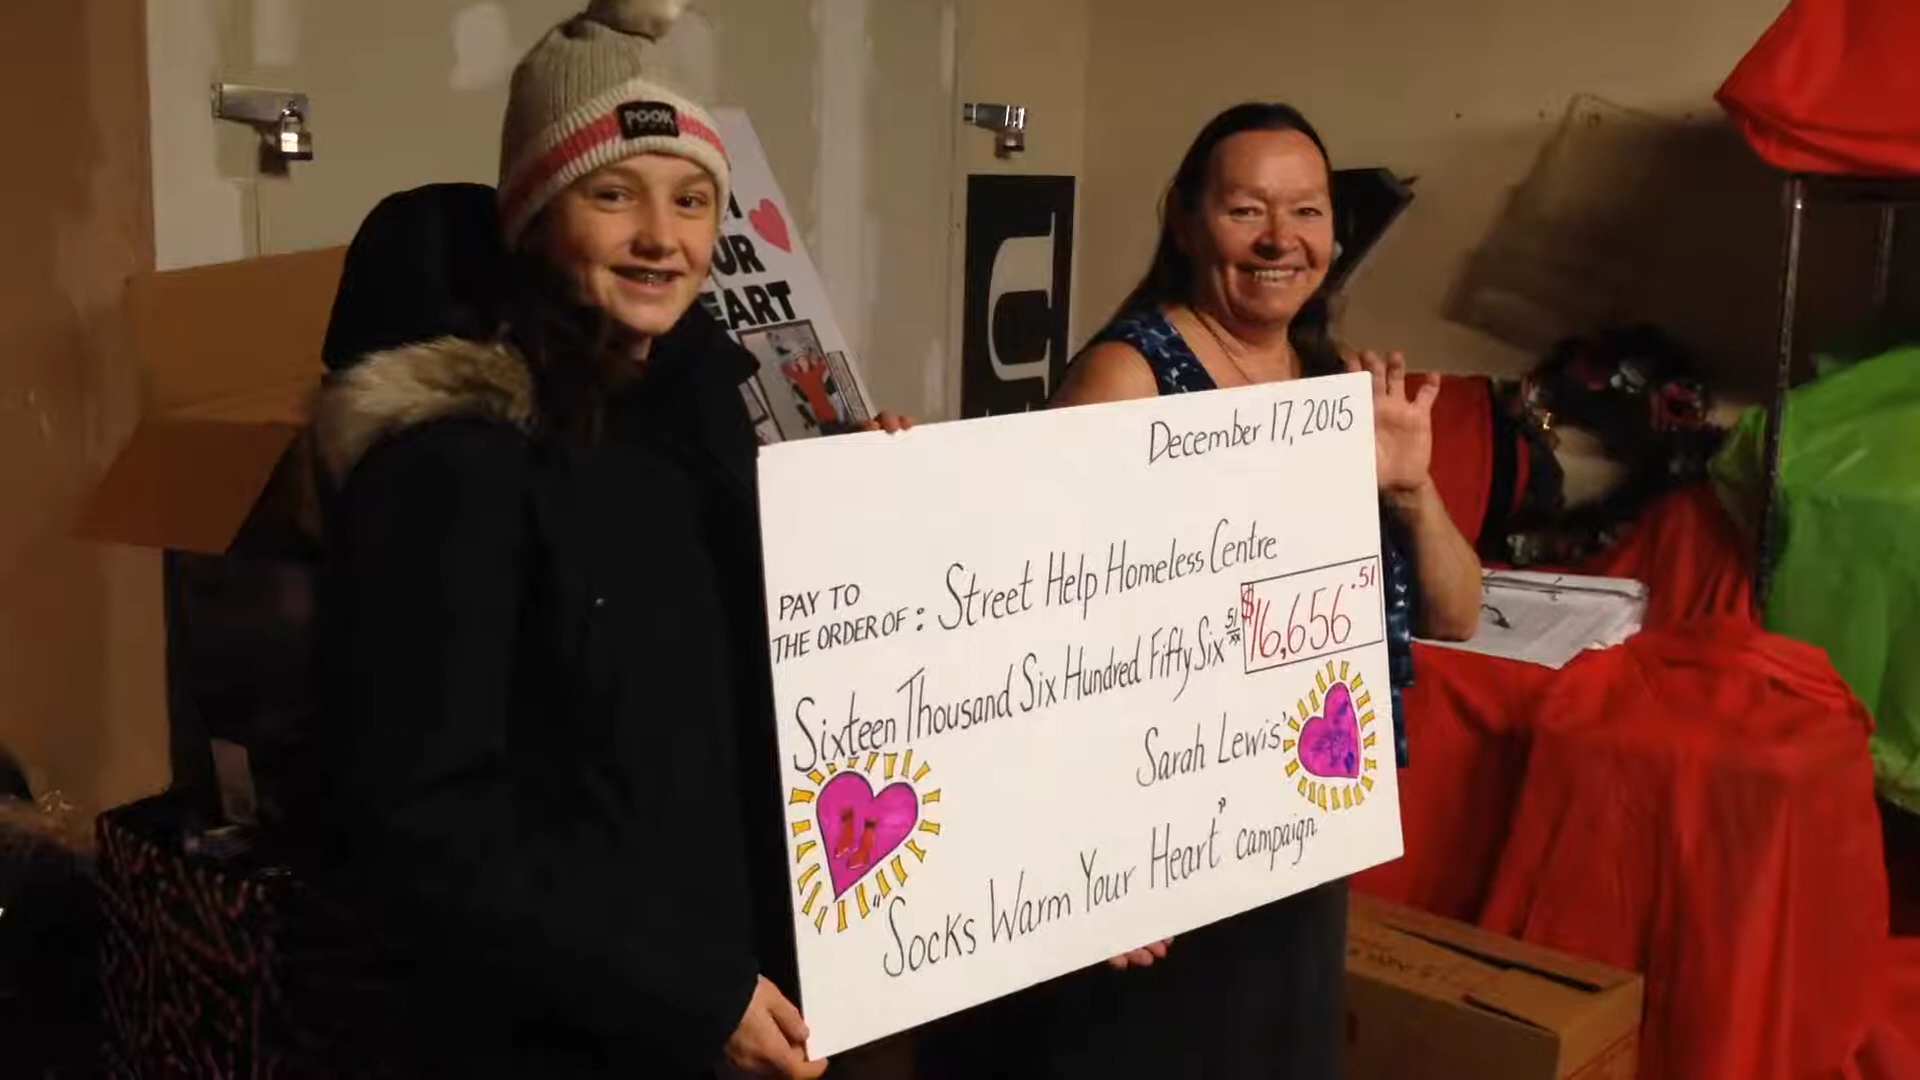 POOK
UR
EART
December 17, 2015
PAY TO
THE ORDER OF : Street Help Homeless Centre
$16,656.51
Sixteen Thousand Six Hundred Fifty Six 51/xx
Sarah Lewis'
"Socks Warm Your Heart" campaign